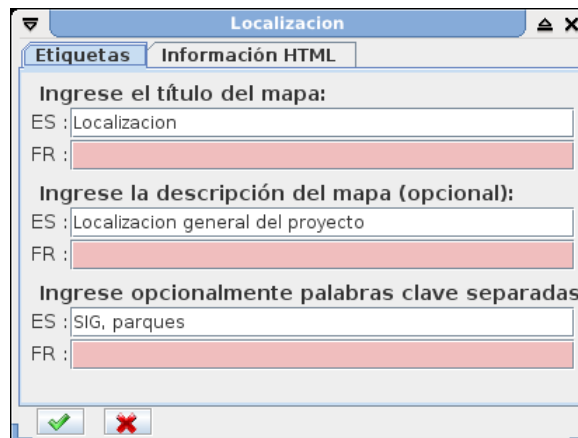 Localizacion
Etiquetas Información HTML
Ingrese el título del mapa:
ES : Localizacion
FR :
Ingrese la descripción del mapa (opcional):
ES : Localizacion general del proyecto
FR :
Ingrese opcionalmente palabras clave separadas
ES : SIG, parques
FR :